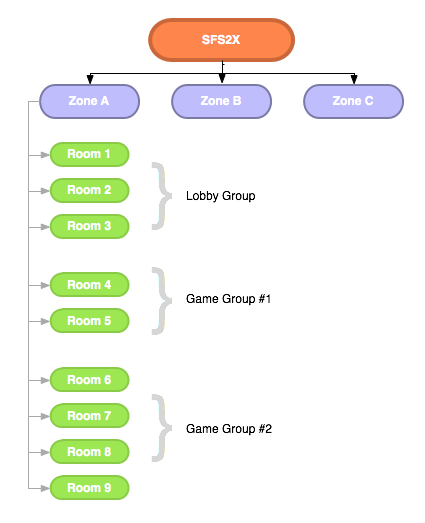 SFS2X
Zone A
Zone B
Zone C
Room 1
Room 2
Room 3
Lobby Group
Room 4
Room 5
Game Group #1
Room 6
Room 7
Room 8
Room 9
Game Group #2